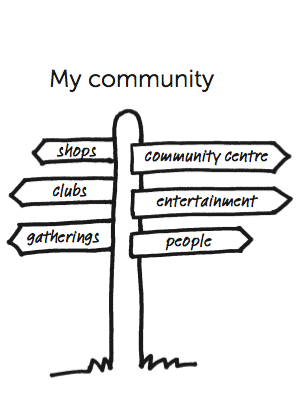 My community
shops
community centre
clubs
entertainment
gatherings
people